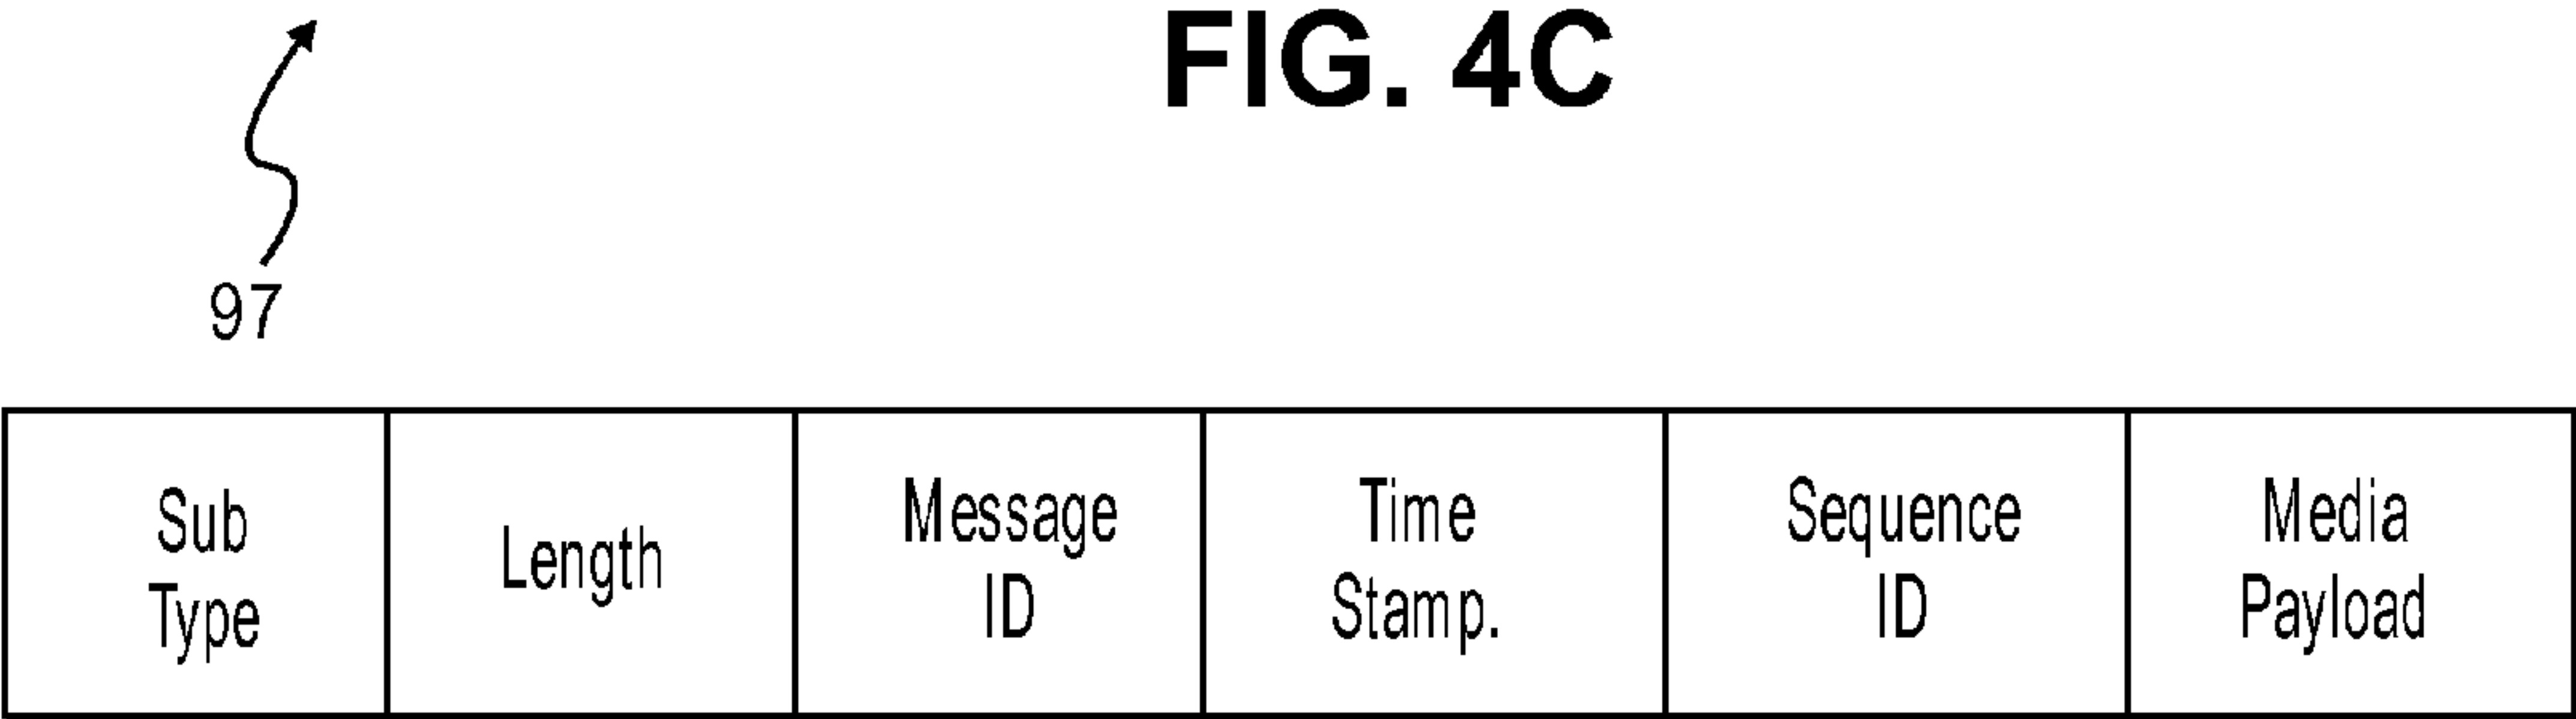 FIG. 4C
97
Sub
Type
Length
Message
ID
Time
Stamp.
Sequence
ID
Media
Payload